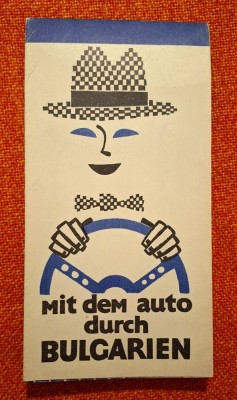 Mit dem auto
durch
BULGARIEN